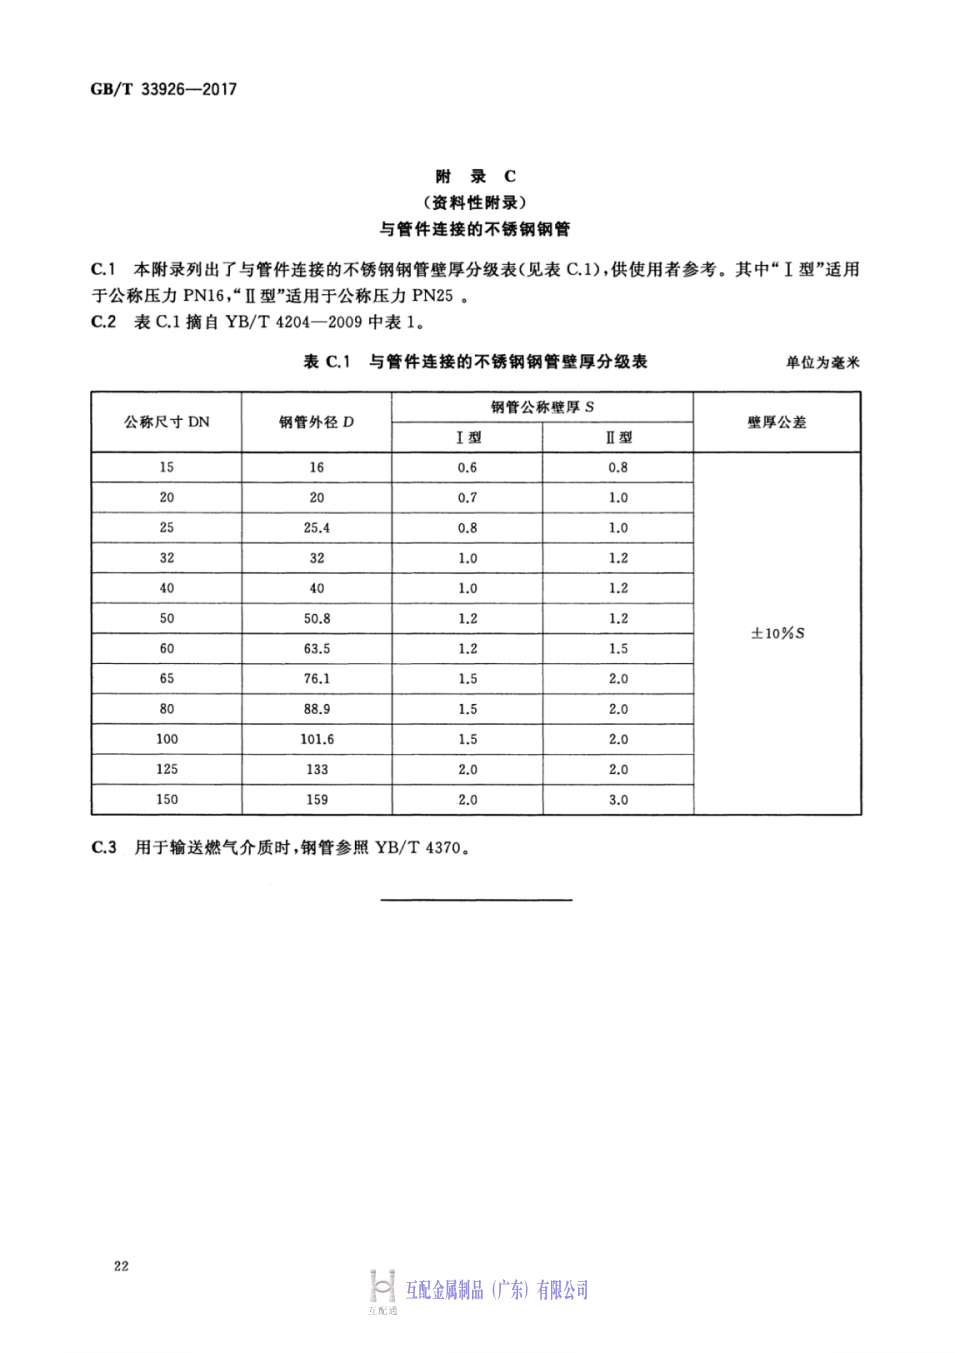 GB/T 33926—2017
附 录 C
（资料性附录）
与管件连接的不锈钢钢管
C.1 本附录列出了与管件连接的不锈钢钢管壁厚分级表(见表 C.1),供使用者参考。其中“Ⅰ型”适用
于公称压力 PN16,“Ⅱ型”适用于公称压力 PN25 。
C.2 表 C.1 摘自 YB/T 4204—2009 中表 1。
表 C.1 与管件连接的不锈钢钢管壁厚分级表 单位为毫米
公称尺寸 DN 钢管外径 D 钢管公称壁厚 S 壁厚公差
Ⅰ型 Ⅱ型
15 16 0.6 0.8
20 20 0.7 1.0
25 25.4 0.8 1.0
32 32 1.0 1.2
40 40 1.0 1.2
50 50.8 1.2 1.2
±10%S
60 63.5 1.2 1.5
65 76.1 1.5 2.0
80 88.9 1.5 2.0
100 101.6 1.5 2.0
125 133 2.0 2.0
150 159 2.0 3.0
C.3 用于输送燃气介质时,钢管参照 YB/T 4370。
22
互配金属制品（广东）有限公司
互配通